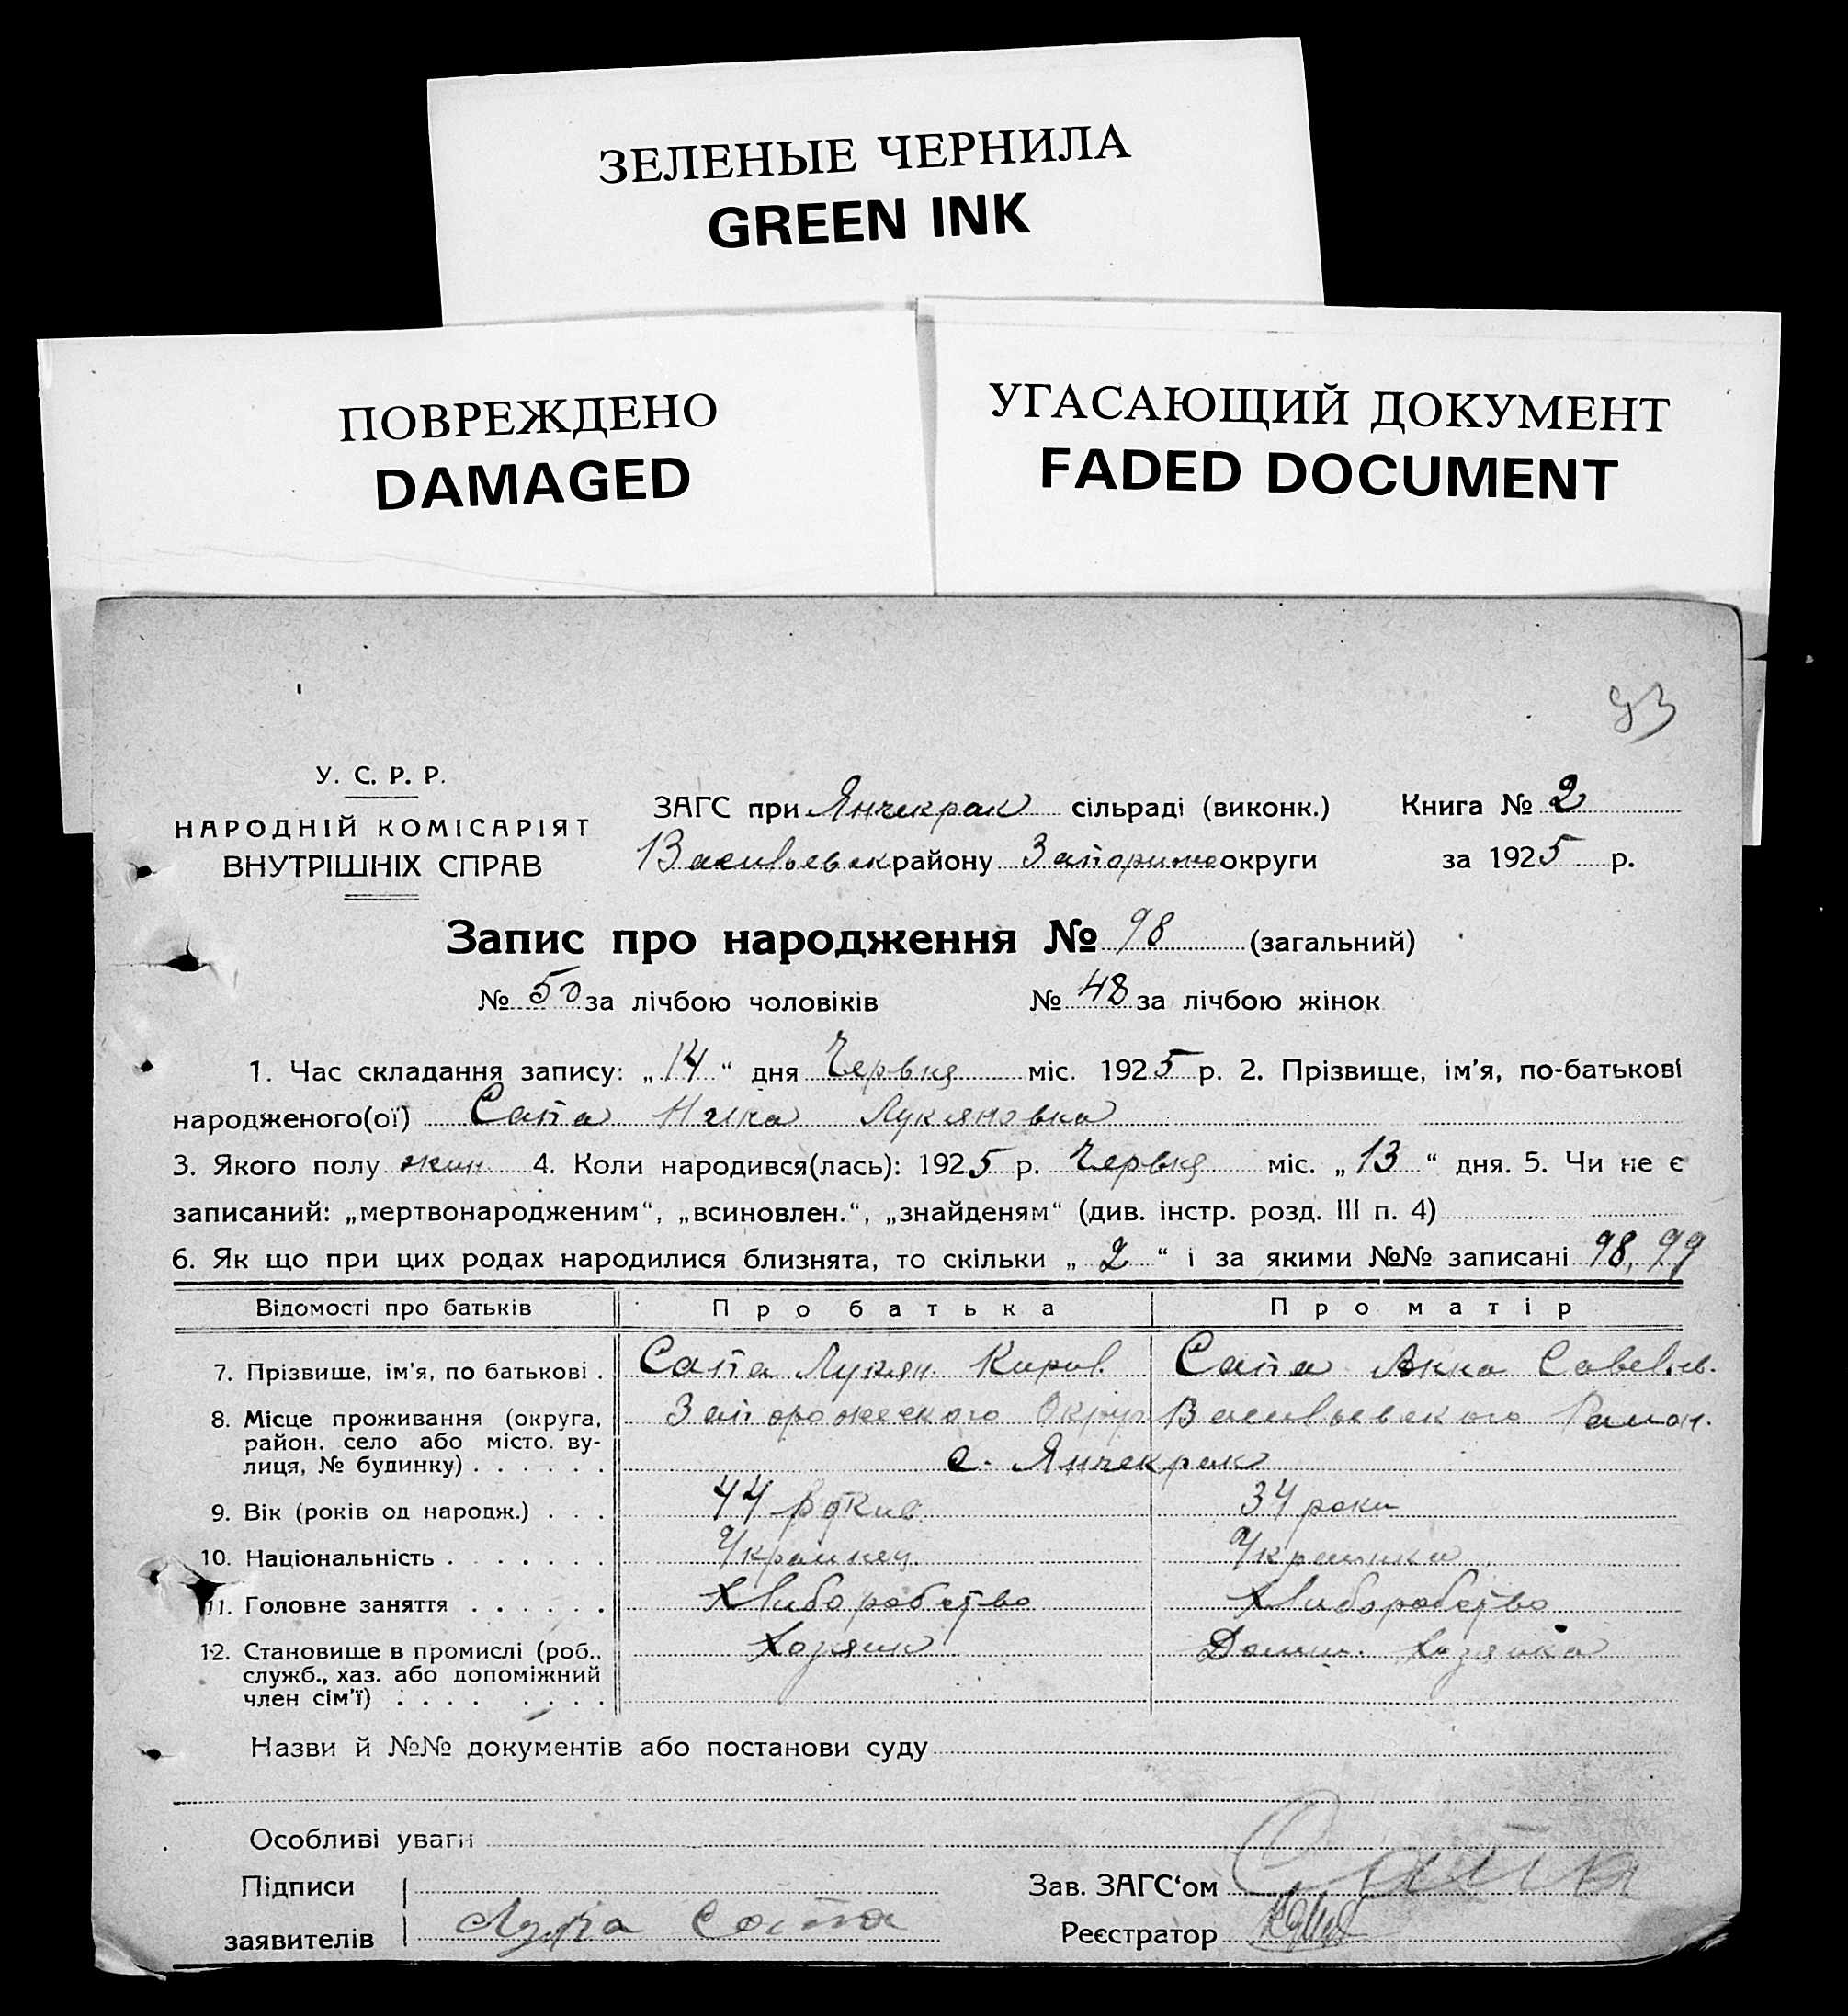 ЗЕЛЕНЫЕ ЧЕРНИЛА
GREEN INK
ПОВРЕЖДЕНО
DAMAGED
УГАСАЮЩИЙ ДОКУМЕНТ
FADED DOCUMENT
93
У. С. Р. Р.
НАРОДНІЙ КОМІСАРІЯТ
ВНУТРІШНІХ СПРАВ
ЗАГС при Янчекрак сільраді (виконк.) Книга № 2
Васильевск району Запорижс округи за 1925 р.
Запис про народження № 98 (загальний)
№ 50 за лічбою чоловіків № 48 за лічбою жінок
1. Час складання запису: „14“ дня Червня міс. 1925 р. 2. Прізвище, ім'я, по-батькові
народженого(ої) Сапа Нина Лукяновна
3. Якого полу жин 4. Коли народився(лась): 1925 р. Червня міс. „13“ дня. 5. Чи не є
записаний: „мертвонародженим“, „всиновлен.“, „знайденям“ (див. інстр. розд. III п. 4)
6. Як що при цих родах народилися близнята, то скільки „2“ і за якими №№ записані 98, 99
Відомості про батьків Про батька Про матір
7. Прізвище, ім'я, по батькові . Сапа Лукян Кирил. Сапа Анна Савельев.
8. Місце проживання (округа, Запорожского Округ Васильевского Район.
район. село або місто. ву-
лиця, № будинку) . . . . . . с. Янчекрак
9. Вік (років од народж.) . . . 44 рокив 34 роки
10. Національність . . . . . . . Украинец. Украинка
11. Головне заняття . . . . . . Хлиборобство Хлиборобство
12. Становище в промислі (роб., Хозяин Домаш. Хозяйка
служб., хаз. або допоміжний
член сім'ї) . . . . . . . .
Назви й №№ документів або постанови суду
Особливі уваги
Підписи Зав. ЗАГС‘ом Сапа
заявителів Сапа Реєстратор